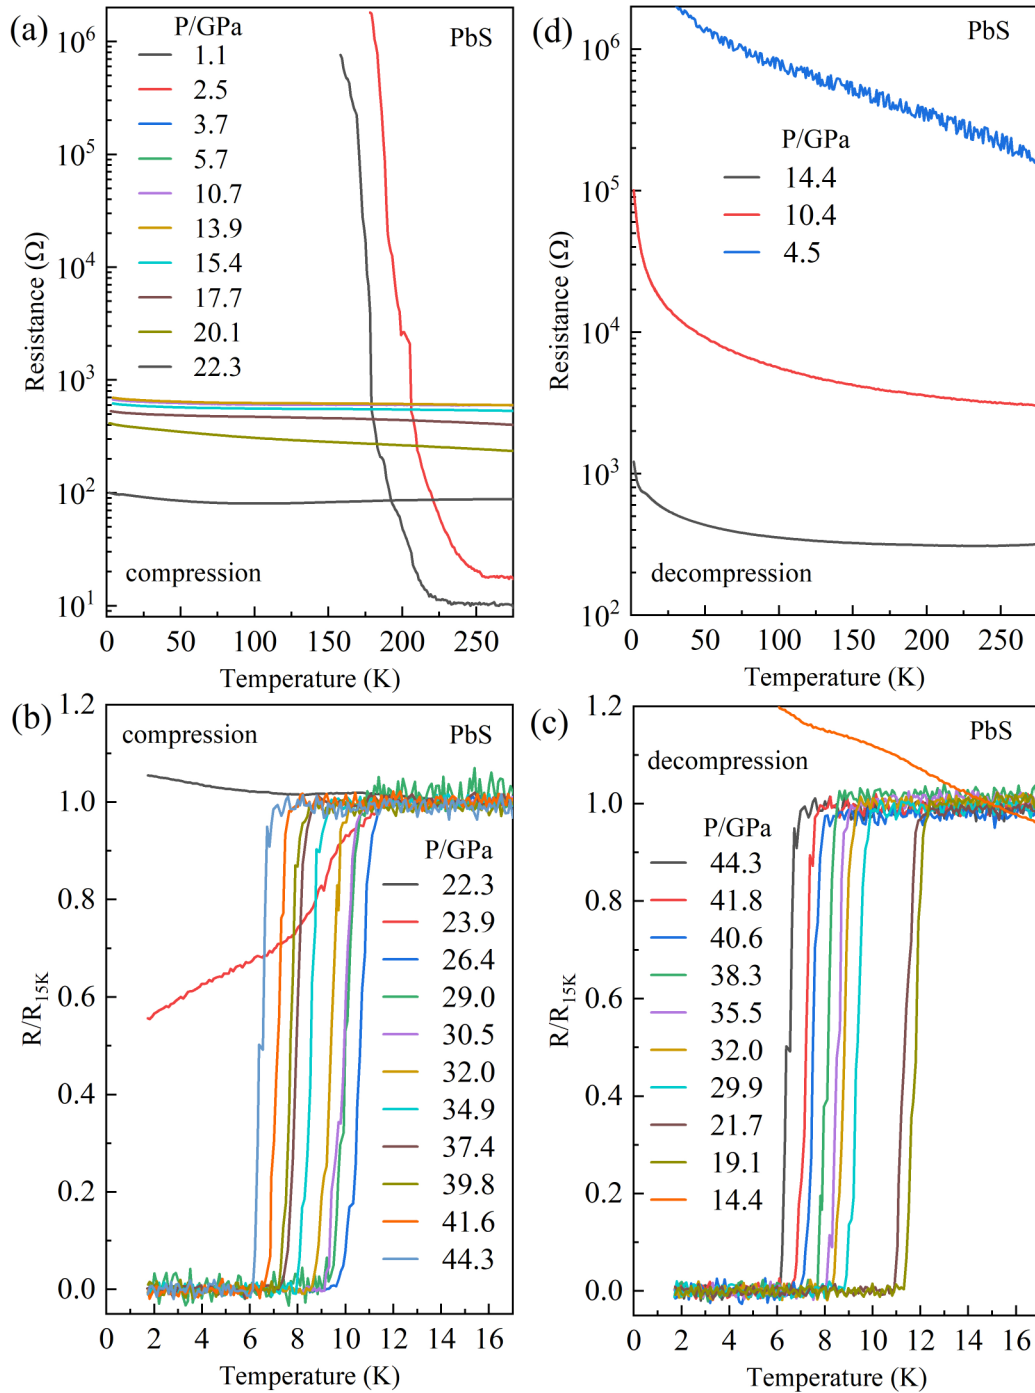 (a)
P/GPa
PbS
1.1
2.5
3.7
5.7
10.7
13.9
15.4
17.7
20.1
22.3
compression
10^6
10^5
10^4
10^3
10^2
10^1
Resistance (Ω)
0 50 100 150 200 250
Temperature (K)
(d)
PbS
P/GPa
14.4
10.4
4.5
decompression
10^6
10^5
10^4
10^3
10^2
Resistance (Ω)
0 50 100 150 200 250
Temperature (K)
(b)
compression
PbS
P/GPa
22.3
23.9
26.4
29.0
30.5
32.0
34.9
37.4
39.8
41.6
44.3
1.2
1.0
0.8
0.6
0.4
0.2
0.0
R/R_15K
0 2 4 6 8 10 12 14 16
Temperature (K)
(c)
PbS
decompression
P/GPa
44.3
41.8
40.6
38.3
35.5
32.0
29.9
21.7
19.1
14.4
1.2
1.0
0.8
0.6
0.4
0.2
0.0
R/R_15K
2 4 6 8 10 12 14 16
Temperature (K)